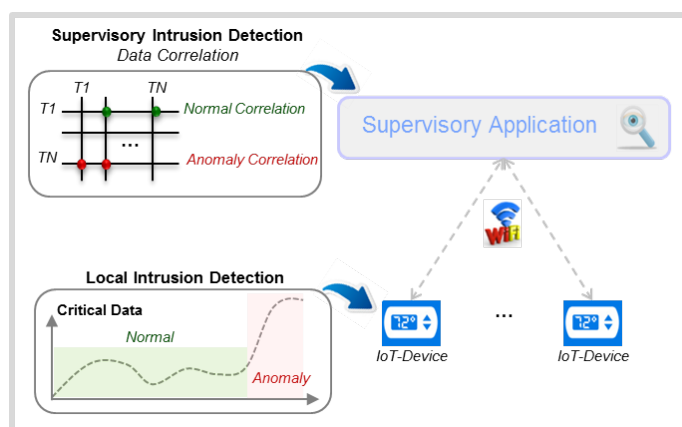 Supervisory Intrusion Detection
Data Correlation
T1 TN
T1 Normal Correlation
...
TN Anomaly Correlation
Supervisory Application
WiFi
Local Intrusion Detection
Critical Data
Normal
Anomaly
72° ... 72°
IoT-Device IoT-Device